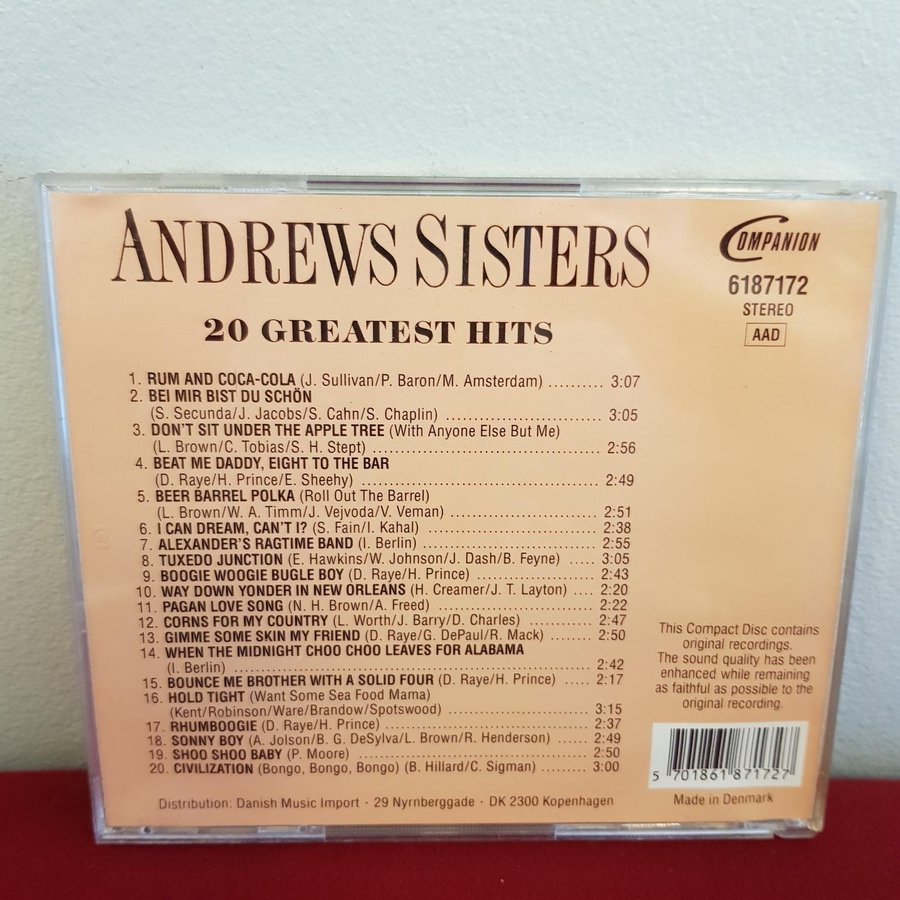 ANDREWS SISTERS
20 GREATEST HITS
COMPANION
6187172
STEREO
AAD
1. RUM AND COCA-COLA (J. Sullivan/P. Baron/M. Amsterdam) .......... 3:07
2. BEI MIR BIST DU SCHÖN
(S. Secunda/J. Jacobs/S. Cahn/S. Chaplin) .......... 3:05
3. DON'T SIT UNDER THE APPLE TREE (With Anyone Else But Me)
(L. Brown/C. Tobias/S. H. Stept) .......... 2:56
4. BEAT ME DADDY, EIGHT TO THE BAR
(D. Raye/H. Prince/E. Sheehy) .......... 2:49
5. BEER BARREL POLKA (Roll Out The Barrel)
(L. Brown/W. A. Timm/J. Vejvoda/V. Veman) .......... 2:51
6. I CAN DREAM, CAN'T I? (S. Fain/I. Kahal) .......... 2:38
7. ALEXANDER'S RAGTIME BAND (I. Berlin) .......... 2:55
8. TUXEDO JUNCTION (E. Hawkins/W. Johnson/J. Dash/B. Feyne) ..... 3:05
9. BOOGIE WOOGIE BUGLE BOY (D. Raye/H. Prince) .......... 2:43
10. WAY DOWN YONDER IN NEW ORLEANS (H. Creamer/J. T. Layton) .... 2:20
11. PAGAN LOVE SONG (N. H. Brown/A. Freed) .......... 2:22
12. CORNS FOR MY COUNTRY (L. Worth/J. Barry/D. Charles) .......... 2:47
13. GIMME SOME SKIN MY FRIEND (D. Raye/G. DePaul/R. Mack) .......... 2:50
14. WHEN THE MIDNIGHT CHOO CHOO LEAVES FOR ALABAMA
(I. Berlin) .......... 2:42
15. BOUNCE ME BROTHER WITH A SOLID FOUR (D. Raye/H. Prince) ..... 2:17
16. HOLD TIGHT (Want Some Sea Food Mama)
(Kent/Robinson/Ware/Brandow/Spotswood) .......... 3:15
17. RHUMBOOGIE (D. Raye/H. Prince) .......... 2:37
18. SONNY BOY (A. Jolson/B. G. DeSylva/L. Brown/R. Henderson) ....... 2:49
19. SHOO SHOO BABY (P. Moore) .......... 2:50
20. CIVILIZATION (Bongo, Bongo, Bongo) (B. Hillard/C. Sigman) .......... 3:00
This Compact Disc contains
original recordings.
The sound quality has been
enhanced while remaining
as faithful as possible to the
original recording.
5 701861 871727
Made in Denmark
Distribution: Danish Music Import · 29 Nyrnberggade · DK 2300 Kopenhagen